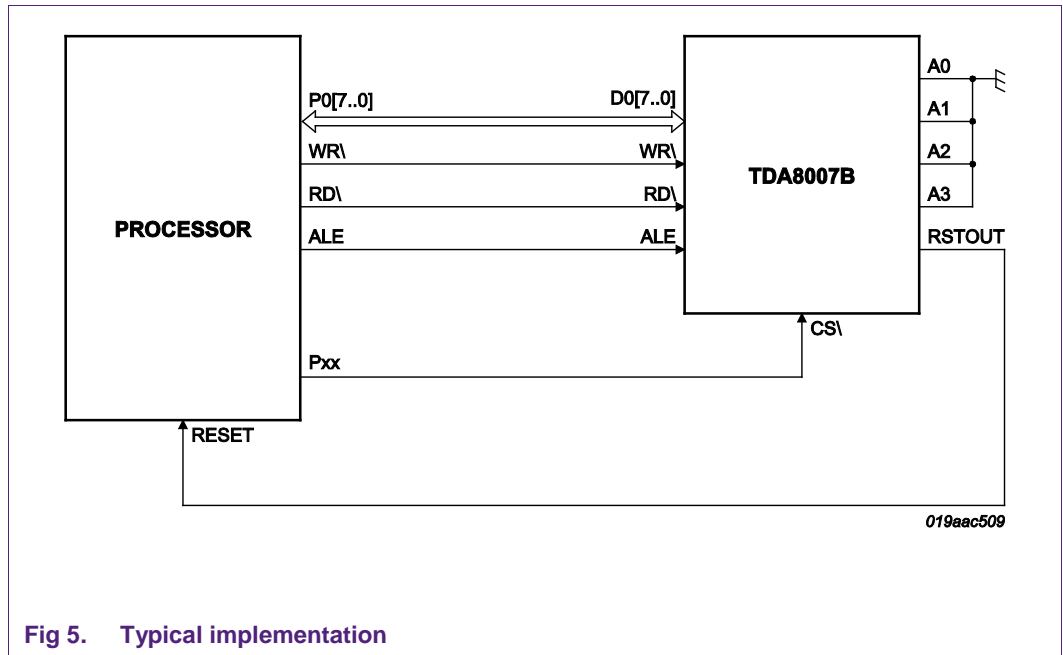 P0[7..0] D0[7..0]
WR\ WR\
RD\ RD\
ALE ALE
PROCESSOR
TDA8007B
A0
A1
A2
A3
RSTOUT
CS\
Pxx
RESET
019aac509
Fig 5. Typical implementation